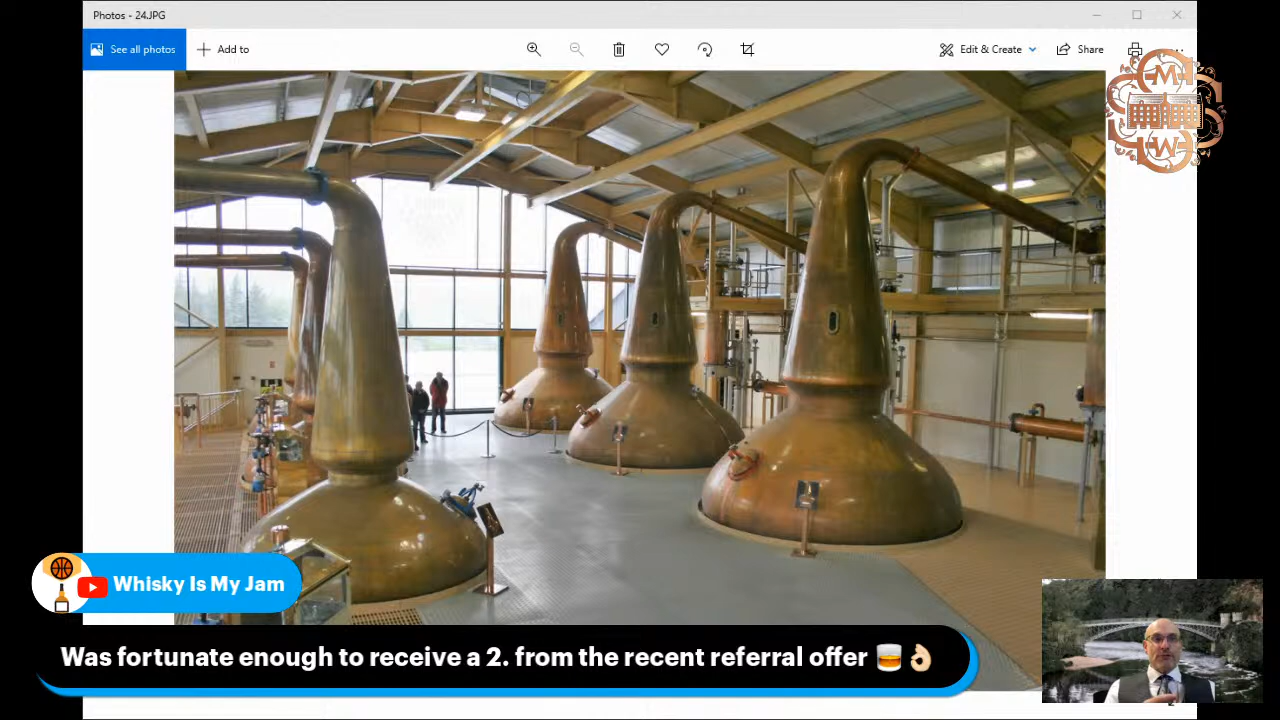 Photos - 24.JPG
See all photos
Add to
Edit & Create
Share
M
W
Whisky Is My Jam
Was fortunate enough to receive a 2. from the recent referral offer 🥃👌🏻